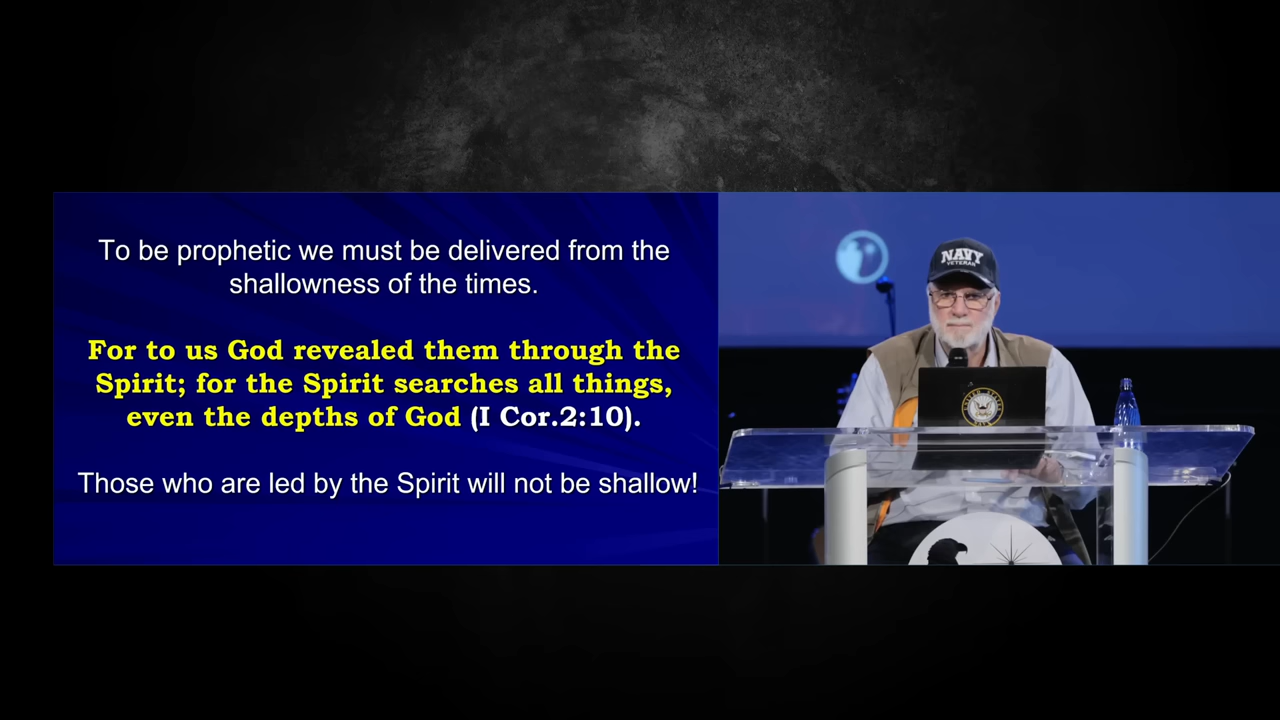 To be prophetic we must be delivered from the
shallowness of the times.
For to us God revealed them through the
Spirit; for the Spirit searches all things,
even the depths of God (I Cor.2:10).
Those who are led by the Spirit will not be shallow!
NAVY
VETERAN